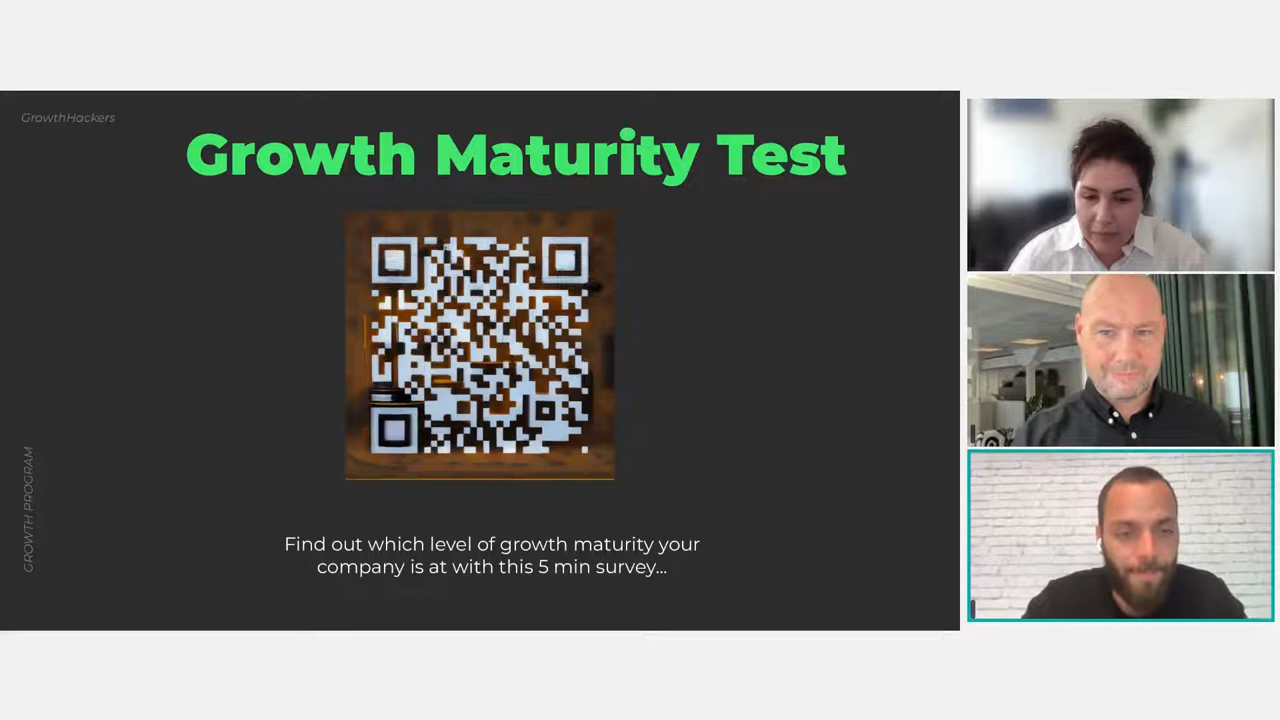 GrowthHackers
Growth Maturity Test
GROWTH PROGRAM
Find out which level of growth maturity your
company is at with this 5 min survey...